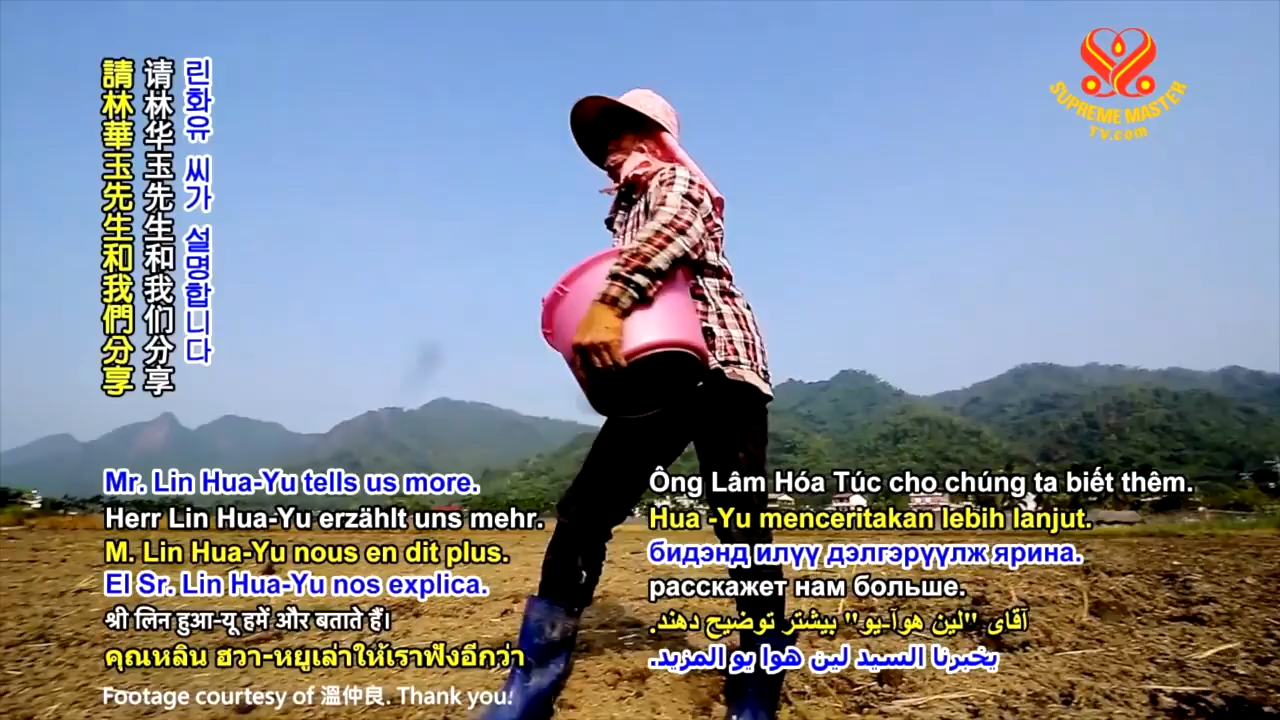 請林華玉先生和我們分享
请林华玉先生和我们分享
린화유 씨가 설명합니다
SUPREME MASTER
TV.com
Mr. Lin Hua-Yu tells us more.
Herr Lin Hua-Yu erzählt uns mehr.
M. Lin Hua-Yu nous en dit plus.
El Sr. Lin Hua-Yu nos explica.
श्री लिन हुआ-यू हमें और बताते हैं।
คุณหลิน ฮวา-หยูเล่าให้เราฟังอีกว่า
Footage courtesy of 溫仲良. Thank you.
Ông Lâm Hóa Túc cho chúng ta biết thêm.
Hua -Yu menceritakan lebih lanjut.
бидэнд илүү дэлгэрүүлж ярина.
расскажет нам больше.
آقای "لین هوآ-یو" بیشتر توضیح دهند.
يخبرنا السيد لين هوا يو المزيد.